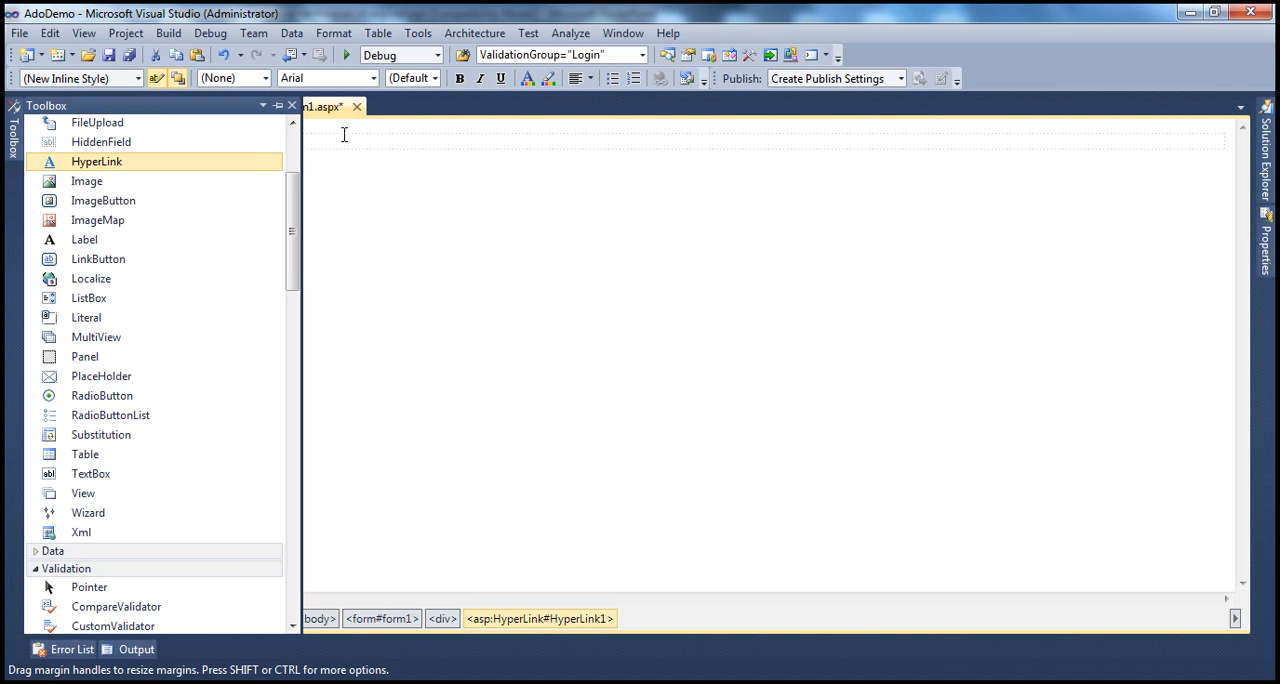 AdoDemo - Microsoft Visual Studio (Administrator)
File Edit View Project Build Debug Team Data Format Table Tools Architecture Test Analyze Window Help
Debug ValidationGroup="Login"
(New Inline Style) (None) Arial (Default B I U A Publish: Create Publish Settings
Toolbox m1.aspx*
Toolbox
Solution Explorer
Properties
FileUpload
HiddenField
HyperLink
Image
ImageButton
ImageMap
Label
LinkButton
Localize
ListBox
Literal
MultiView
Panel
PlaceHolder
RadioButton
RadioButtonList
Substitution
Table
TextBox
View
Wizard
Xml
Data
Validation
Pointer
CompareValidator
CustomValidator
body> <form#form1> <div> <asp:HyperLink#HyperLink1>
Error List Output
Drag margin handles to resize margins. Press SHIFT or CTRL for more options.